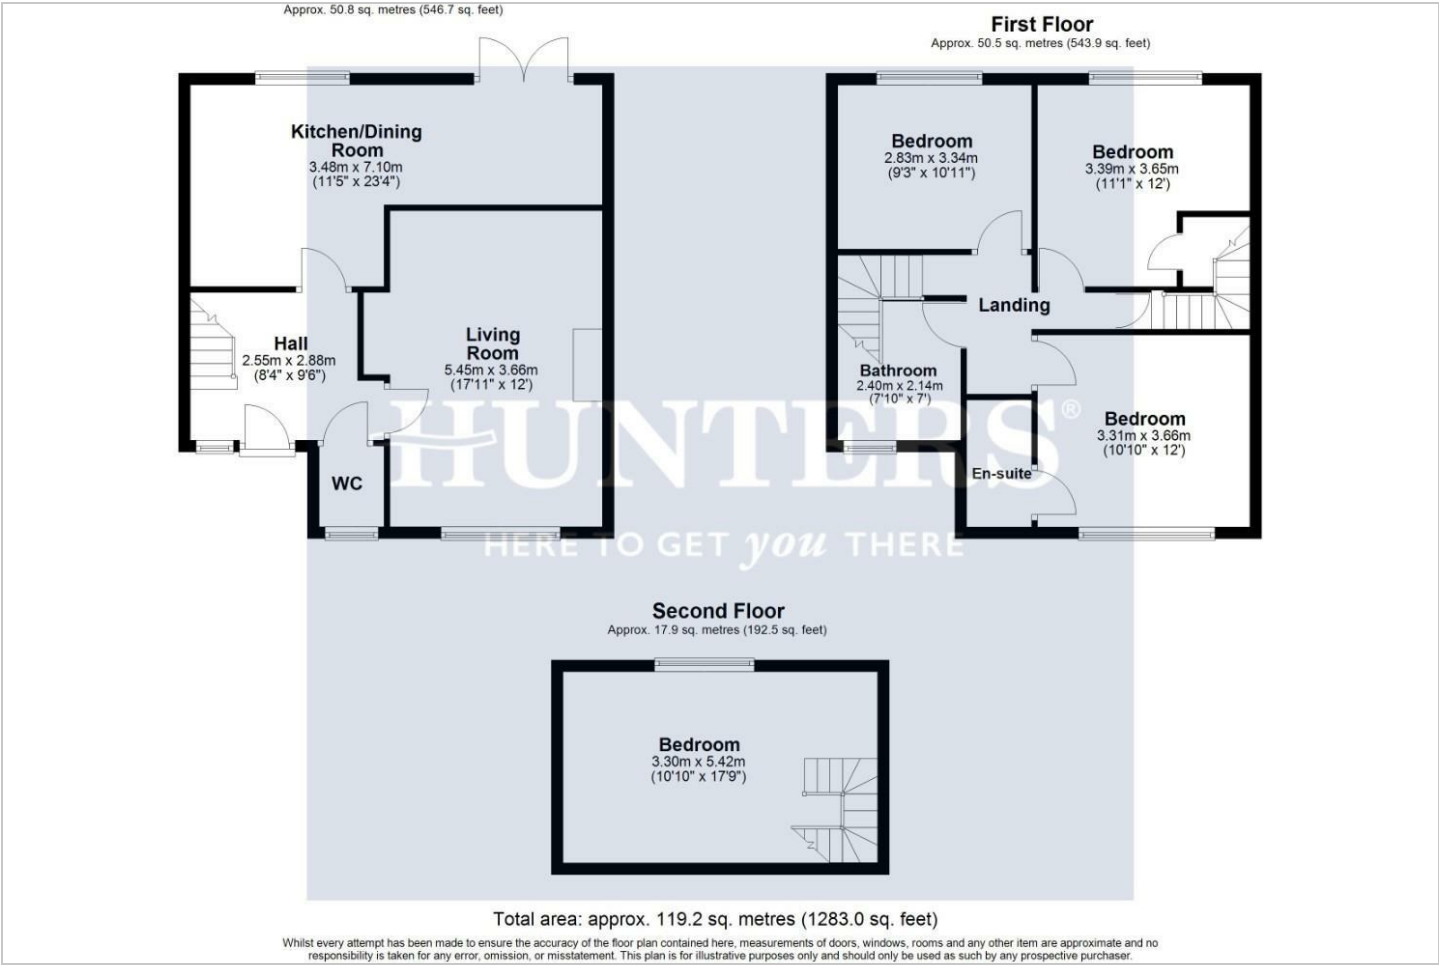 Approx. 50.8 sq. metres (546.7 sq. feet)
Kitchen/Dining
Room
3.48m x 7.10m
(11'5" x 23'4")
Living
Room
5.45m x 3.66m
(17'11" x 12')
Hall
2.55m x 2.88m
(8'4" x 9'6")
WC
First Floor
Approx. 50.5 sq. metres (543.9 sq. feet)
Bedroom
2.83m x 3.34m
(9'3" x 10'11")
Bedroom
3.39m x 3.65m
(11'1" x 12')
Landing
Bathroom
2.40m x 2.14m
(7'10" x 7')
Bedroom
3.31m x 3.66m
(10'10" x 12')
En-suite
HUNTERS®
HERE TO GET you THERE
Second Floor
Approx. 17.9 sq. metres (192.5 sq. feet)
Bedroom
3.30m x 5.42m
(10'10" x 17'9")
Total area: approx. 119.2 sq. metres (1283.0 sq. feet)
Whilst every attempt has been made to ensure the accuracy of the floor plan contained here, measurements of doors, windows, rooms and any other item are approximate and no
responsibility is taken for any error, omission, or misstatement. This plan is for illustrative purposes only and should only be used as such by any prospective purchaser.